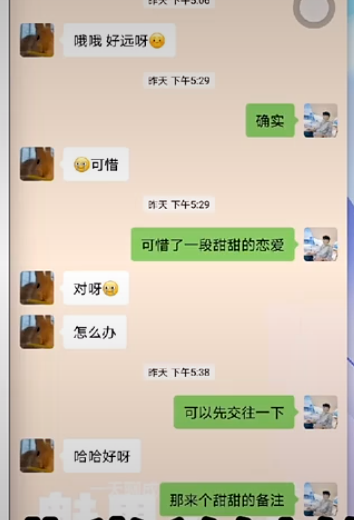 昨天 下午5:06
哦哦 好远呀
昨天 下午5:29
确实
可惜
昨天 下午5:29
可惜了一段甜甜的恋爱
对呀
怎么办
昨天 下午5:38
可以先交往一下
哈哈好呀
那来个甜甜的备注